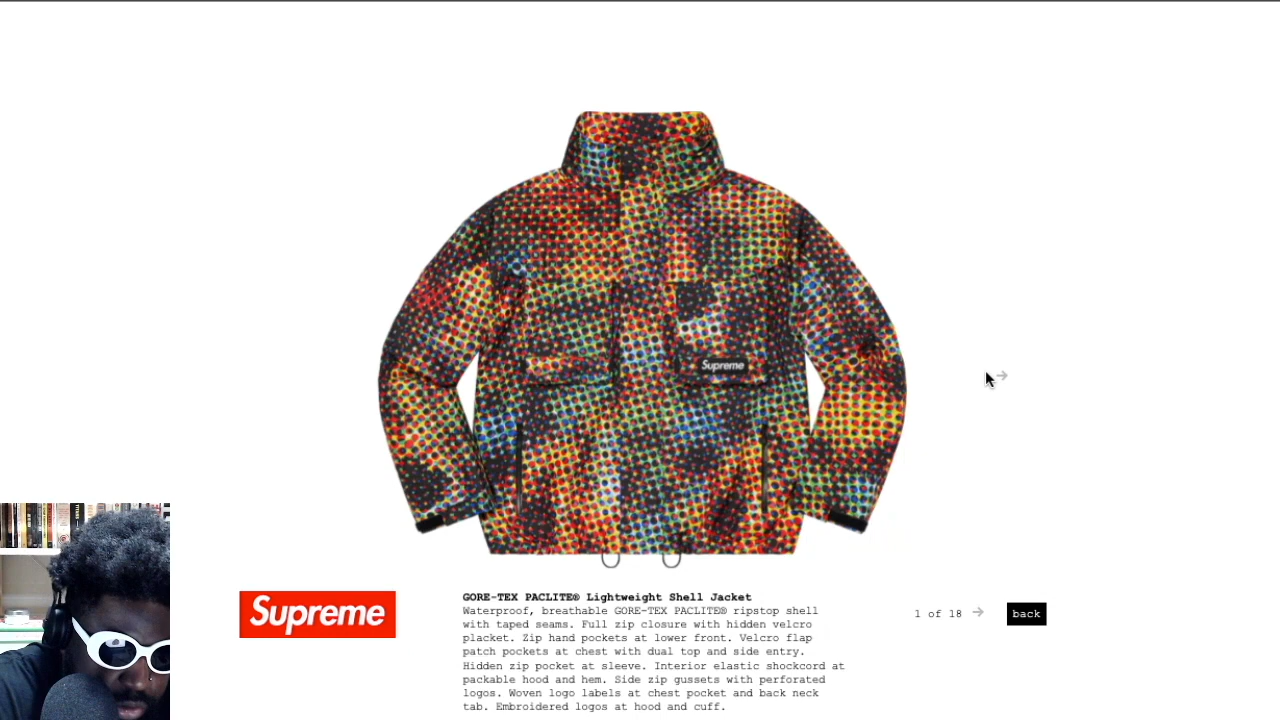 Supreme
Supreme
GORE-TEX PACLITE® Lightweight Shell Jacket
Waterproof, breathable GORE-TEX PACLITE® ripstop shell
with taped seams. Full zip closure with hidden velcro
placket. Zip hand pockets at lower front. Velcro flap
patch pockets at chest with dual top and side entry.
Hidden zip pocket at sleeve. Interior elastic shockcord at
packable hood and hem. Side zip gussets with perforated
logos. Woven logo labels at chest pocket and back neck
tab. Embroidered logos at hood and cuff.
1 of 18
back